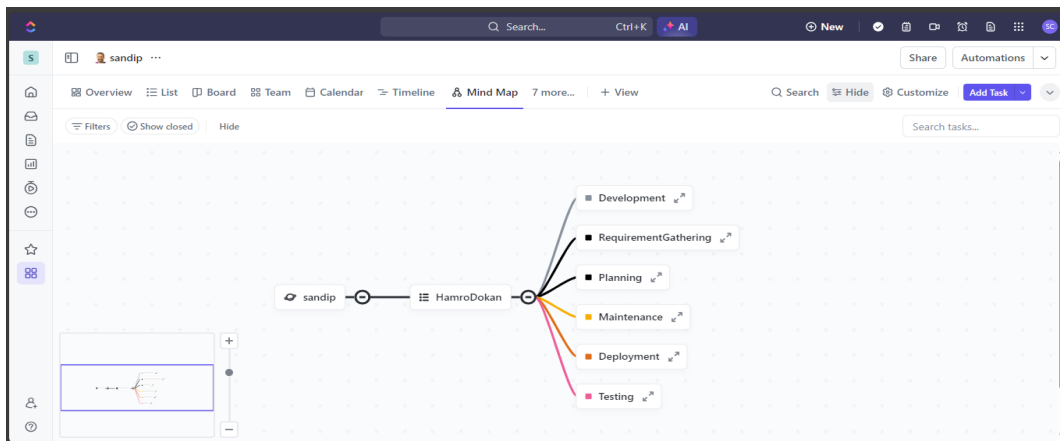 Search... Ctrl+K AI New SC
S sandip ... Share Automations
Overview List Board Team Calendar Timeline Mind Map 7 more... + View Search Hide Customize Add Task
Filters Show closed Hide Search tasks...
Development
RequirementGathering
Planning
sandip HamroDokan
Maintenance
Deployment
Testing